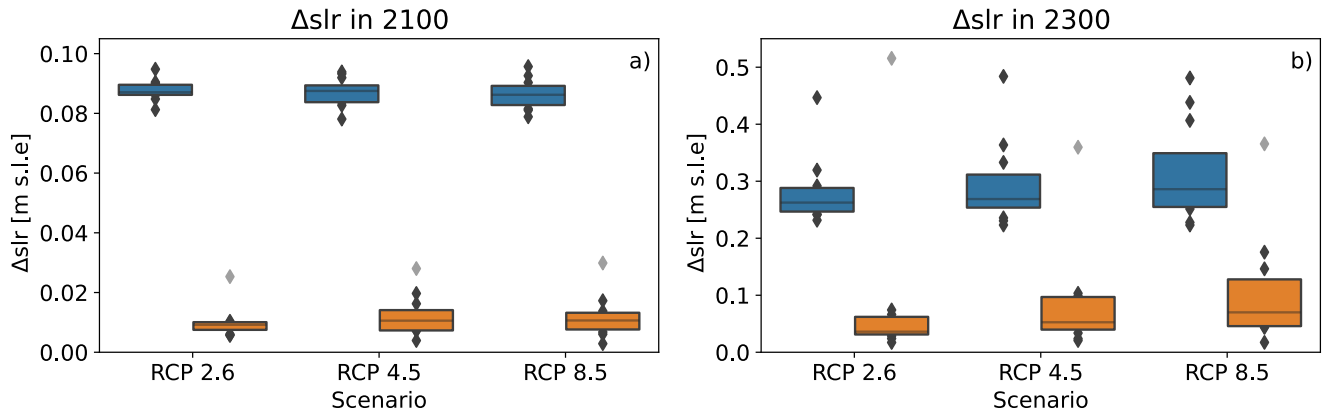 Δslr in 2100
a)
Δslr [m s.l.e]
0.10
0.08
0.06
0.04
0.02
0.00
RCP 2.6
RCP 4.5
RCP 8.5
Scenario
Δslr in 2300
b)
Δslr [m s.l.e]
0.5
0.4
0.3
0.2
0.1
0.0
RCP 2.6
RCP 4.5
RCP 8.5
Scenario